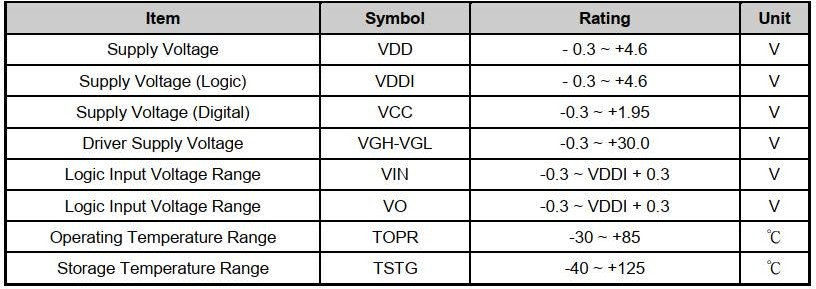 Item Symbol Rating Unit
Supply Voltage VDD - 0.3 ~ +4.6 V
Supply Voltage (Logic) VDDI - 0.3 ~ +4.6 V
Supply Voltage (Digital) VCC -0.3 ~ +1.95 V
Driver Supply Voltage VGH-VGL -0.3 ~ +30.0 V
Logic Input Voltage Range VIN -0.3 ~ VDDI + 0.3 V
Logic Input Voltage Range VO -0.3 ~ VDDI + 0.3 V
Operating Temperature Range TOPR -30 ~ +85 ℃
Storage Temperature Range TSTG -40 ~ +125 ℃